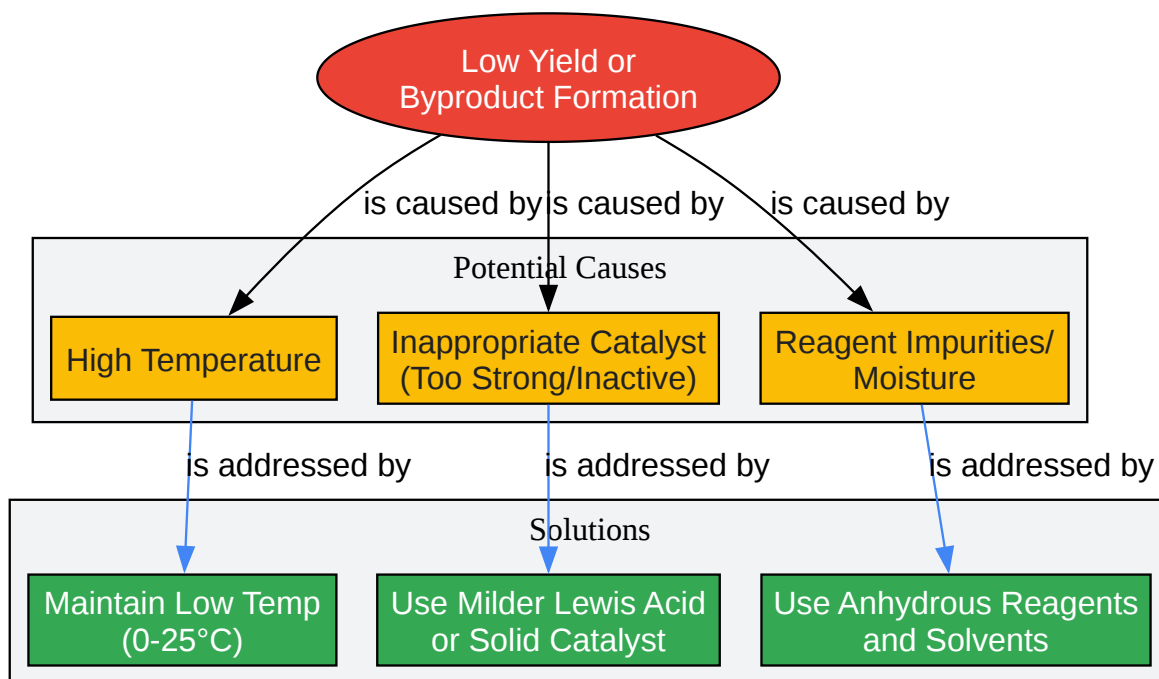 Low Yield or
Byproduct Formation
is caused by
is caused by
is caused by
Potential Causes
High Temperature
Inappropriate Catalyst
(Too Strong/Inactive)
Reagent Impurities/
Moisture
is addressed by
is addressed by
is addressed by
Solutions
Maintain Low Temp
(0-25°C)
Use Milder Lewis Acid
or Solid Catalyst
Use Anhydrous Reagents
and Solvents